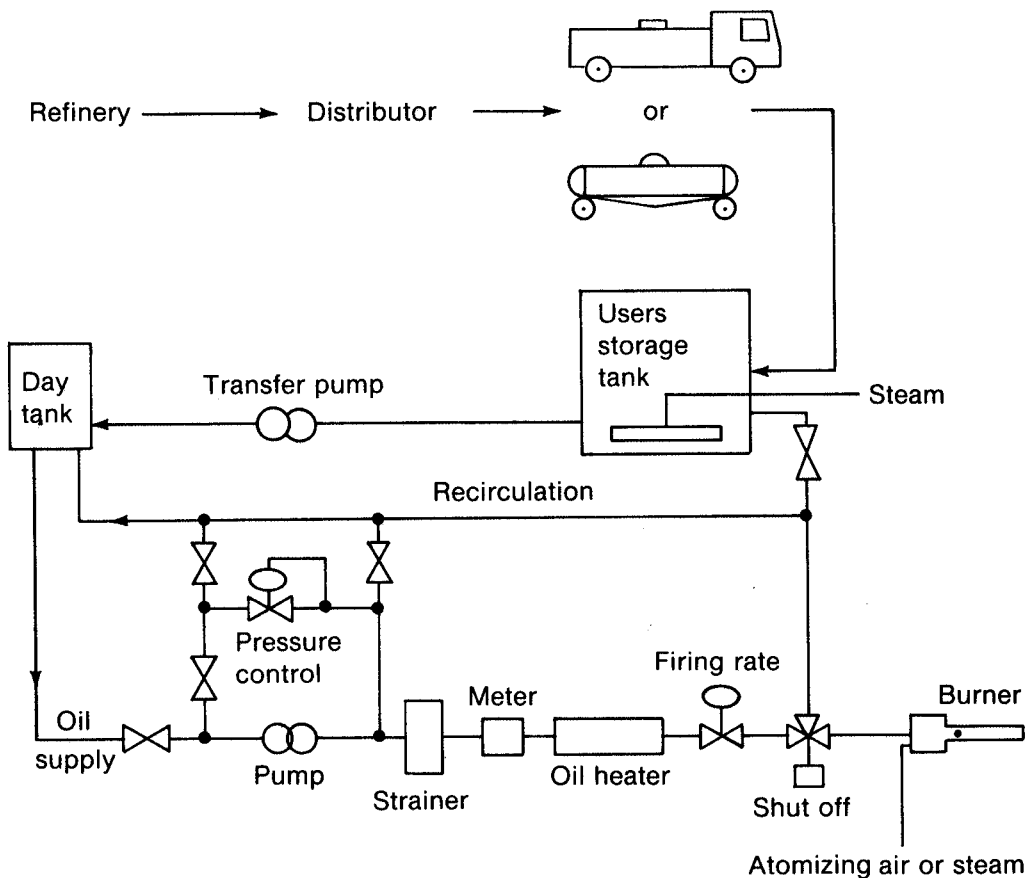 Refinery
Distributor
or
Users
storage
tank
Day
tank
Transfer pump
Steam
Recirculation
Pressure
control
Firing rate
Meter
Burner
Oil
supply
Pump
Strainer
Oil heater
Shut off
Atomizing air or steam